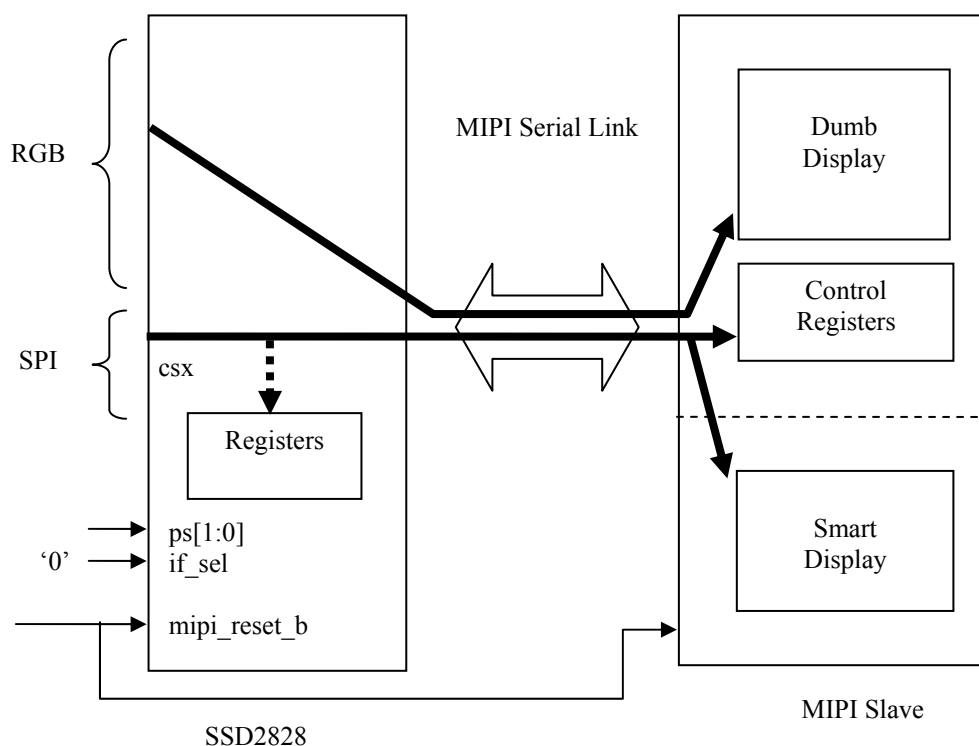 RGB
MIPI Serial Link
Dumb
Display
Control
Registers
SPI
csx
Registers
ps[1:0]
‘0’
if_sel
Smart
Display
mipi_reset_b
MIPI Slave
SSD2828